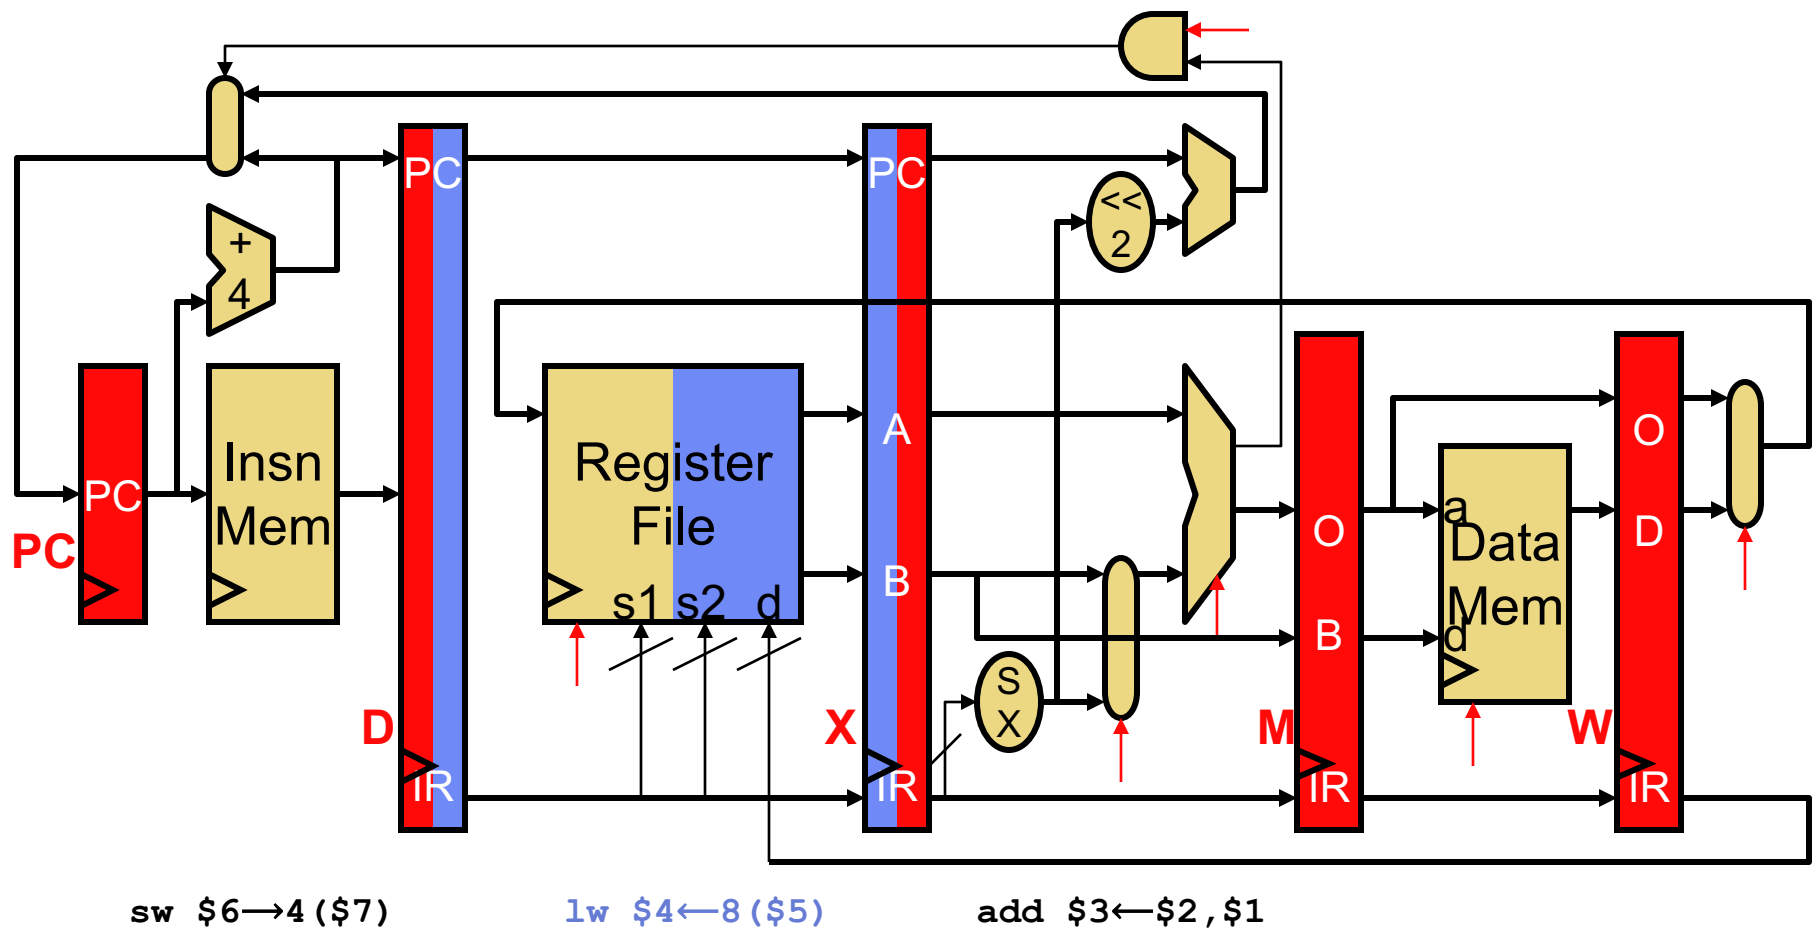 +
4
PC
PC
Insn
Mem
PC
D
IR
Register
File
s1 s2 d
PC
A
B
X
IR
<<
2
S
X
O
B
M
IR
a
Data
Mem
d
O
D
W
IR
sw $6→4($7)
lw $4←8($5)
add $3←$2,$1